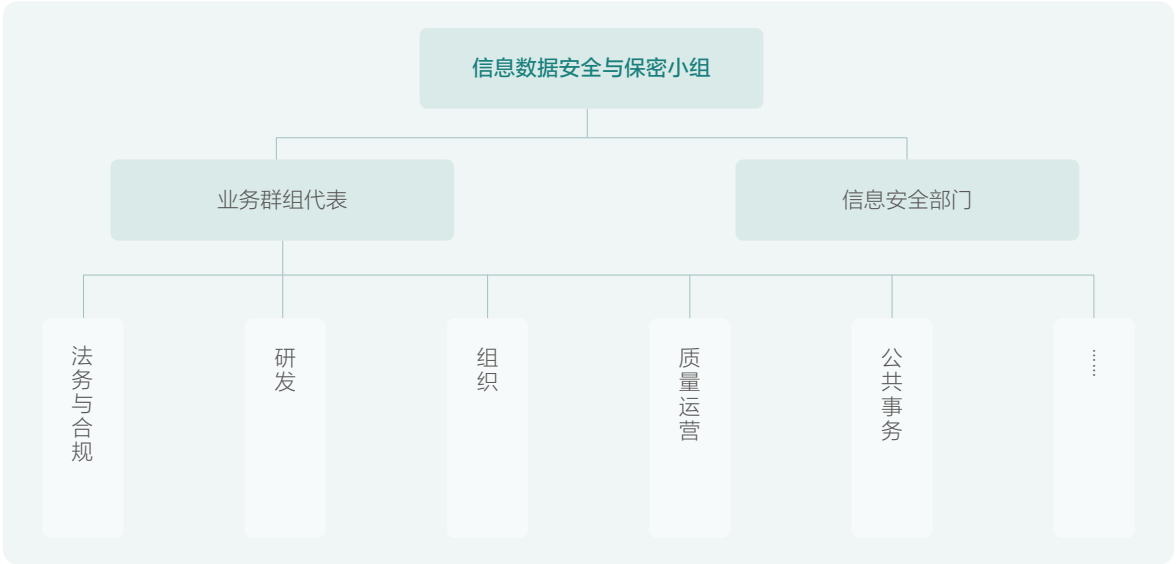 信息数据安全与保密小组
业务群组代表
信息安全部门
法务与合规
研发
组织
质量运营
公共事务
……